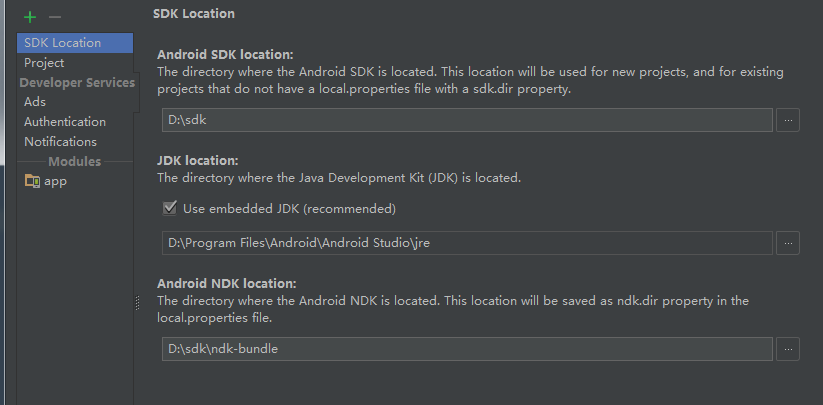 SDK Location
SDK Location
Project
Developer Services
Ads
Authentication
Notifications
Modules
app
Android SDK location:
The directory where the Android SDK is located. This location will be used for new projects, and for existing
projects that do not have a local.properties file with a sdk.dir property.
D:\sdk
...
JDK location:
The directory where the Java Development Kit (JDK) is located.
Use embedded JDK (recommended)
D:\Program Files\Android\Android Studio\jre
...
Android NDK location:
The directory where the Android NDK is located. This location will be saved as ndk.dir property in the
local.properties file.
D:\sdk\ndk-bundle
...